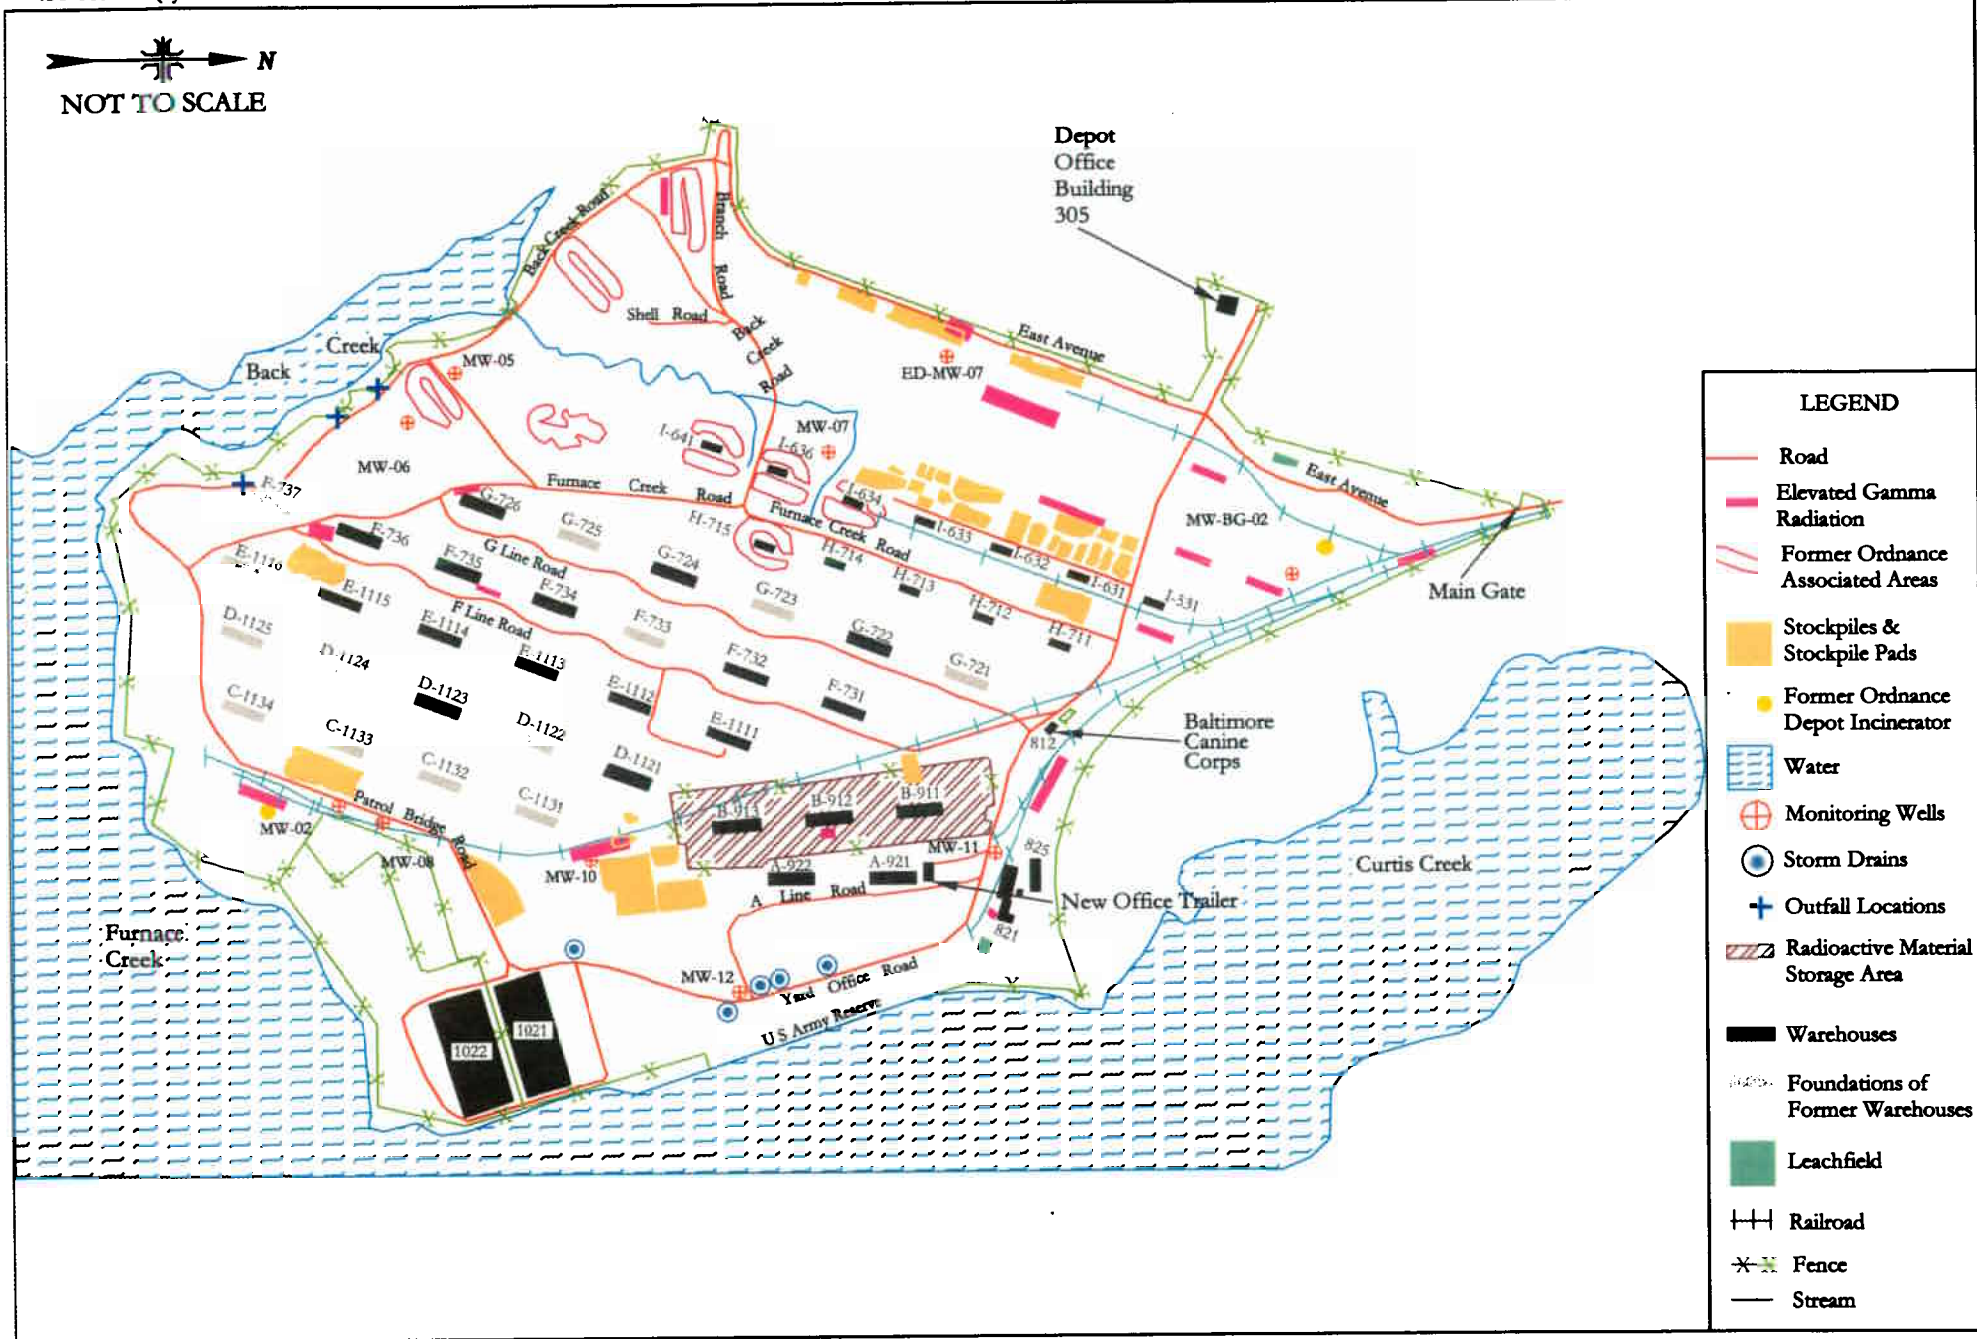 N
NOT TO SCALE
Depot
Office
Building
305
Back Creek Road
Branch Road
Shell Road
Back
Creek
Road
East Avenue
ED-MW-07
Back
Creek
MW-05
MW-06
MW-07
I-641
I-636
I-634
I-633
I-632
I-631
I-531
F-737
Furnace Creek Road
Furnace Creek Road
East Avenue
MW-BG-02
Main Gate
G-726
G-725
G-724
G-723
G-722
G-721
H-715
H-714
H-713
H-712
H-711
G Line Road
F Line Road
F-736
F-735
F-734
F-733
F-732
F-731
E-1116
E-1115
E-1114
E-1113
E-1112
E-1111
D-1125
D-1124
D-1123
D-1122
D-1121
C-1134
C-1133
C-1132
C-1131
812
Baltimore
Canine
Corps
B-913
B-912
B-911
Patrol Bridge Road
MW-02
MW-08
MW-10
MW-11
A-922
A-921
A Line Road
825
821
New Office Trailer
Curtis Creek
Furnace
Creek
MW-12
Yard Office Road
U S Army Reserve
1022
1021
LEGEND
Road
Elevated Gamma
Radiation
Former Ordnance
Associated Areas
Stockpiles &
Stockpile Pads
Former Ordnance
Depot Incinerator
Water
Monitoring Wells
Storm Drains
Outfall Locations
Radioactive Material
Storage Area
Warehouses
Foundations of
Former Warehouses
Leachfield
Railroad
Fence
Stream